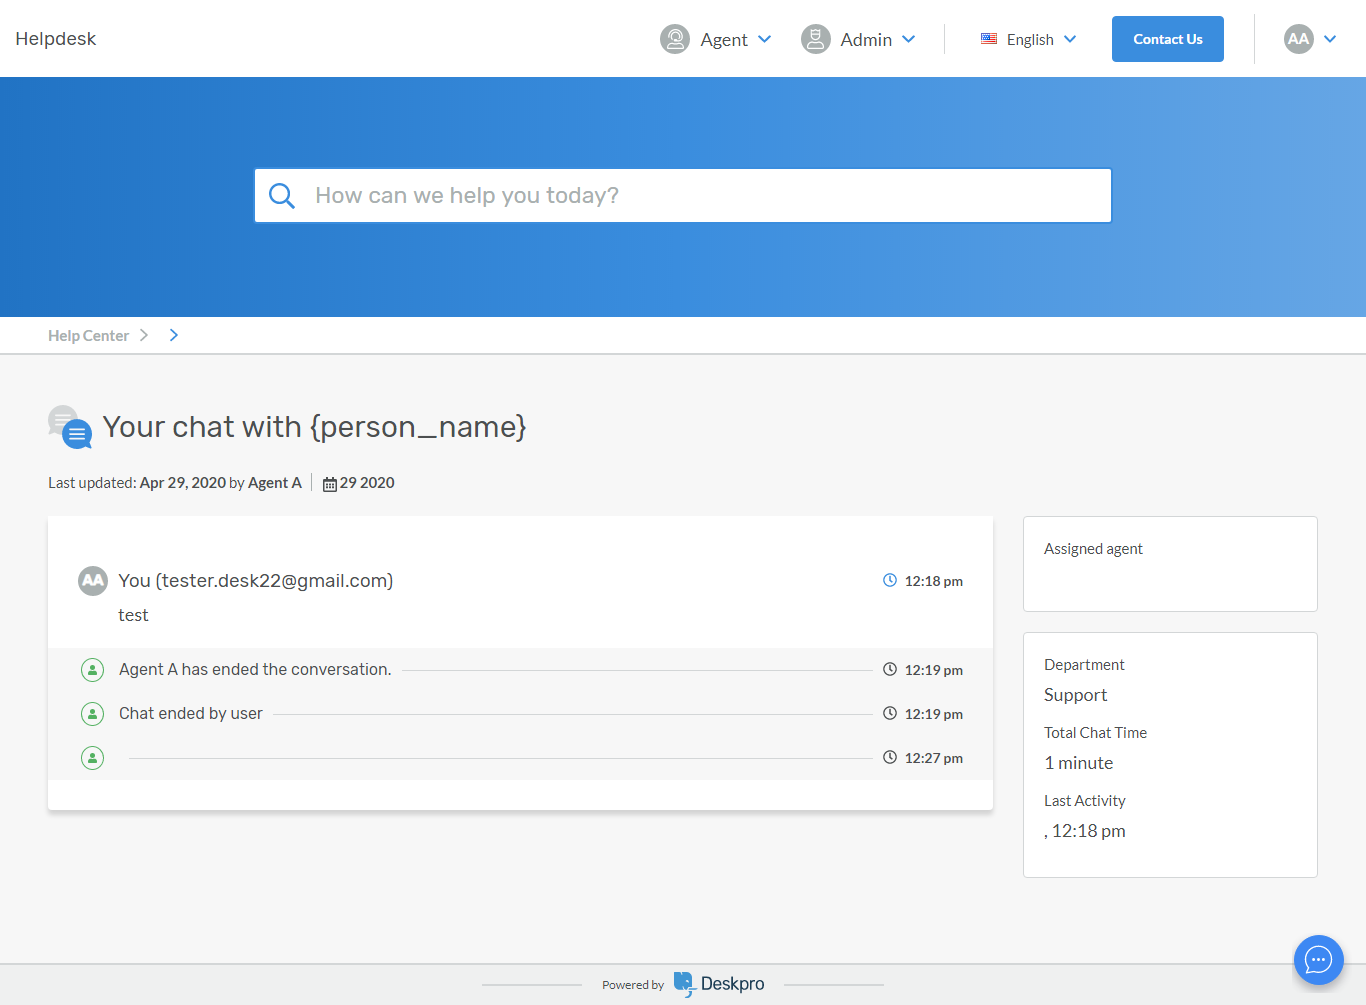 Helpdesk
Agent
Admin
English
Contact Us
AA
How can we help you today?
Help Center
Your chat with {person_name}
Last updated: Apr 29, 2020 by Agent A
29 2020
AA
You (tester.desk22@gmail.com)
12:18 pm
test
Agent A has ended the conversation.
12:19 pm
Chat ended by user
12:19 pm
12:27 pm
Assigned agent
Department
Support
Total Chat Time
1 minute
Last Activity
, 12:18 pm
Powered by Deskpro